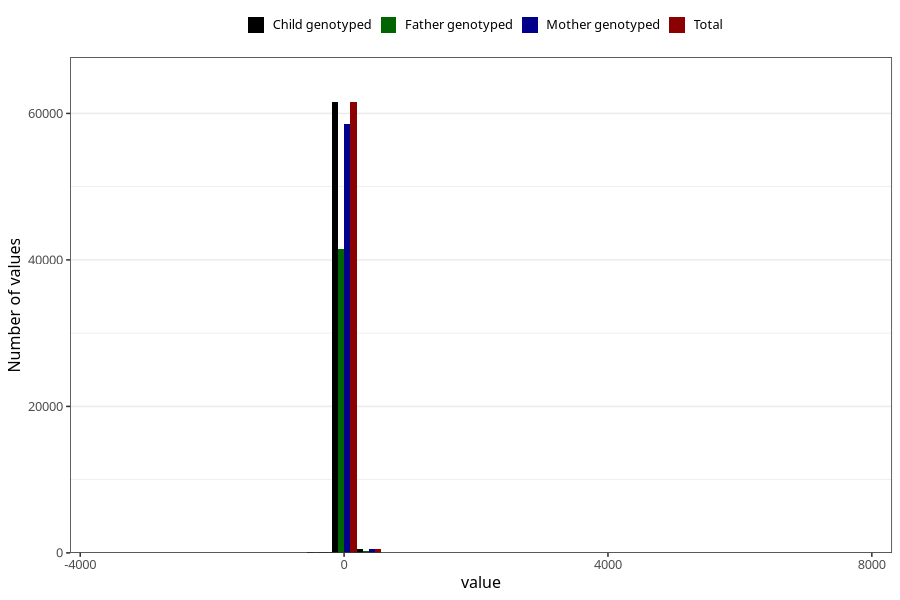 Child genotyped Father genotyped Mother genotyped Total
Number of values
60000
40000
20000
0
-4000 0 4000 8000
value